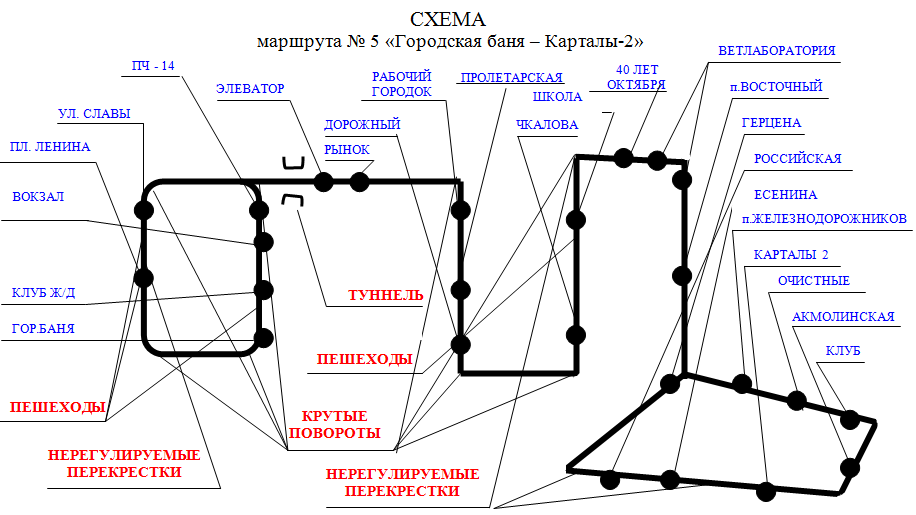 СХЕМА
маршрута № 5 «Городская баня – Карталы-2»
ВЕТЛАБОРАТОРИЯ
ПЧ - 14
ЭЛЕВАТОР
РАБОЧИЙ
ГОРОДОК
ПРОЛЕТАРСКАЯ
40 ЛЕТ
ОКТЯБРЯ
п.ВОСТОЧНЫЙ
ШКОЛА
УЛ. СЛАВЫ
ДОРОЖНЫЙ
ЧКАЛОВА
ГЕРЦЕНА
ПЛ. ЛЕНИНА
РЫНОК
РОССИЙСКАЯ
ВОКЗАЛ
ЕСЕНИНА
п.ЖЕЛЕЗНОДОРОЖНИКОВ
КАРТАЛЫ 2
КЛУБ Ж/Д
ТУННЕЛЬ
ОЧИСТНЫЕ
ГОР.БАНЯ
АКМОЛИНСКАЯ
ПЕШЕХОДЫ
КЛУБ
ПЕШЕХОДЫ
КРУТЫЕ
ПОВОРОТЫ
НЕРЕГУЛИРУЕМЫЕ
ПЕРЕКРЕСТКИ
НЕРЕГУЛИРУЕМЫЕ
ПЕРЕКРЕСТКИ